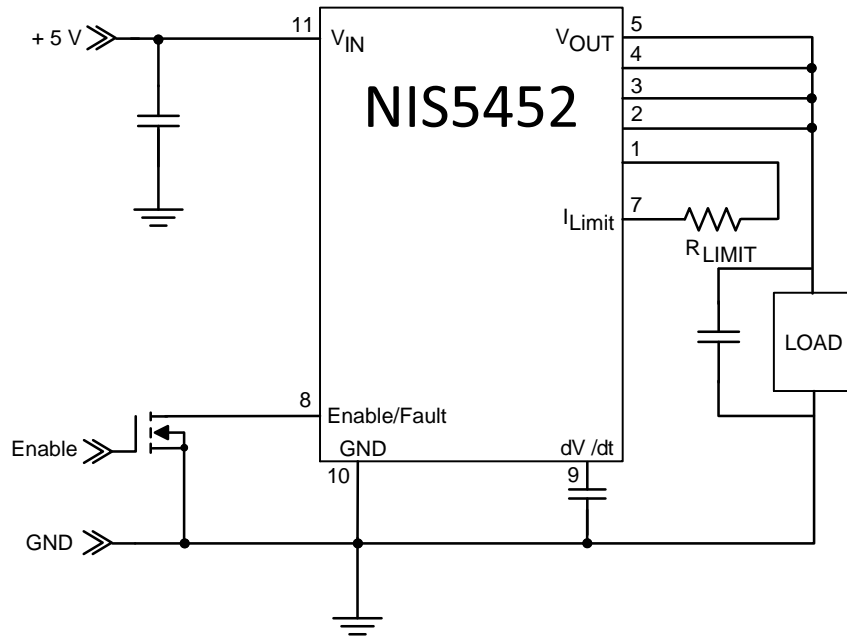 + 5 V
11
VIN
VOUT
5
4
NIS5452
3
2
1
7
ILimit
RLIMIT
LOAD
8
Enable/Fault
Enable
GND
dV /dt
10
9
GND